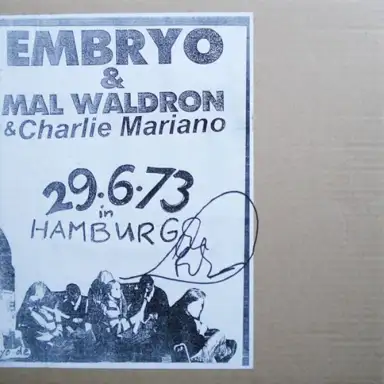 EMBRYO
&
MAL WALDRON
& Charlie Mariano
29.6.73
in
HAMBURG